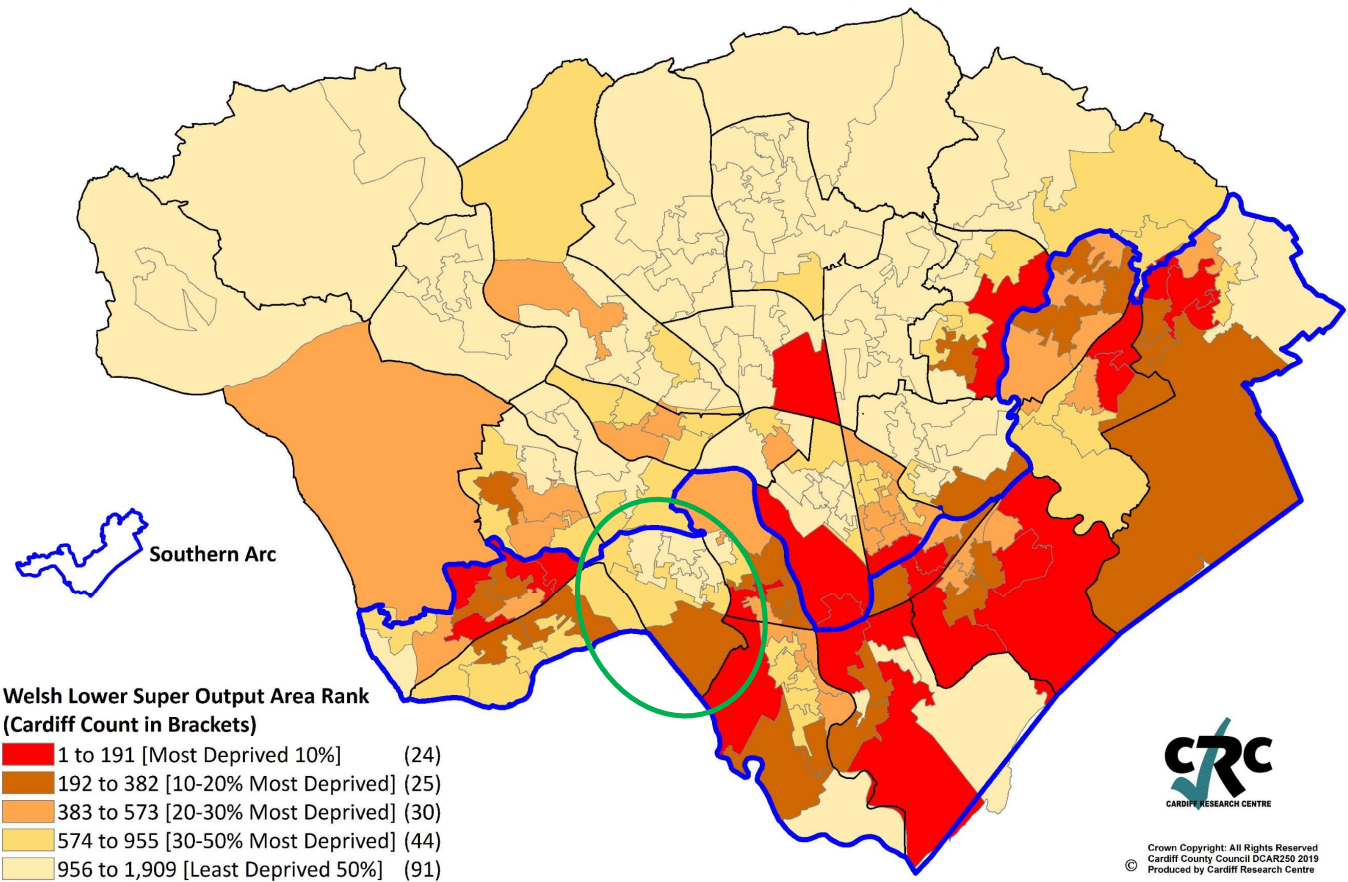 Southern Arc
Welsh Lower Super Output Area Rank
(Cardiff Count in Brackets)
1 to 191 [Most Deprived 10%] (24)
192 to 382 [10-20% Most Deprived] (25)
383 to 573 [20-30% Most Deprived] (30)
574 to 955 [30-50% Most Deprived] (44)
956 to 1,909 [Least Deprived 50%] (91)
CRC
CARDIFF RESEARCH CENTRE
Crown Copyright: All Rights Reserved
Cardiff County Council DCAR250 2019
© Produced by Cardiff Research Centre